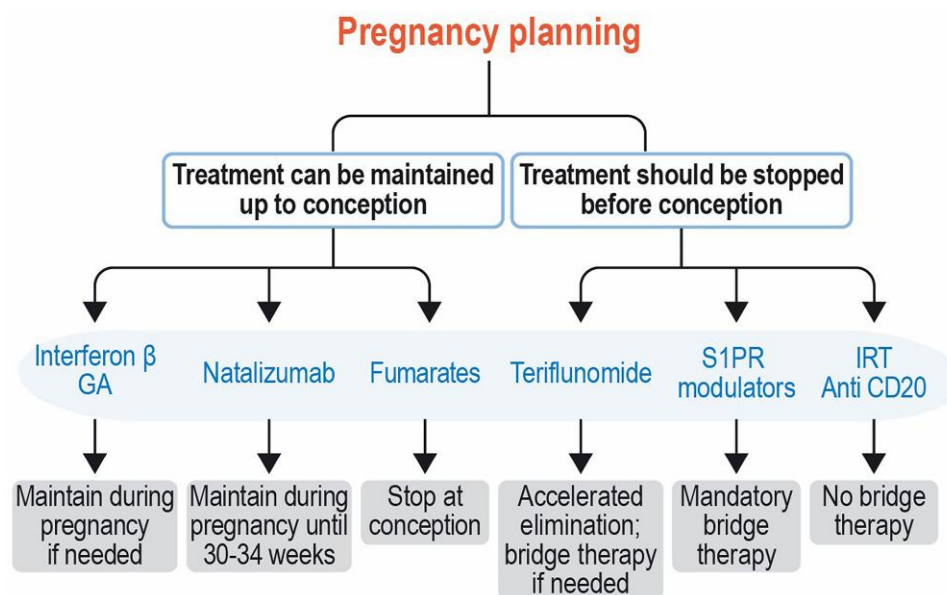 Pregnancy planning
Treatment can be maintained
up to conception
Treatment should be stopped
before conception
Interferon β
GA
Natalizumab
Fumarates
Teriflunomide
S1PR
modulators
IRT
Anti CD20
Maintain during
pregnancy
if needed
Maintain during
pregnancy until
30-34 weeks
Stop at
conception
Accelerated
elimination;
bridge therapy
if needed
Mandatory
bridge
therapy
No bridge
therapy